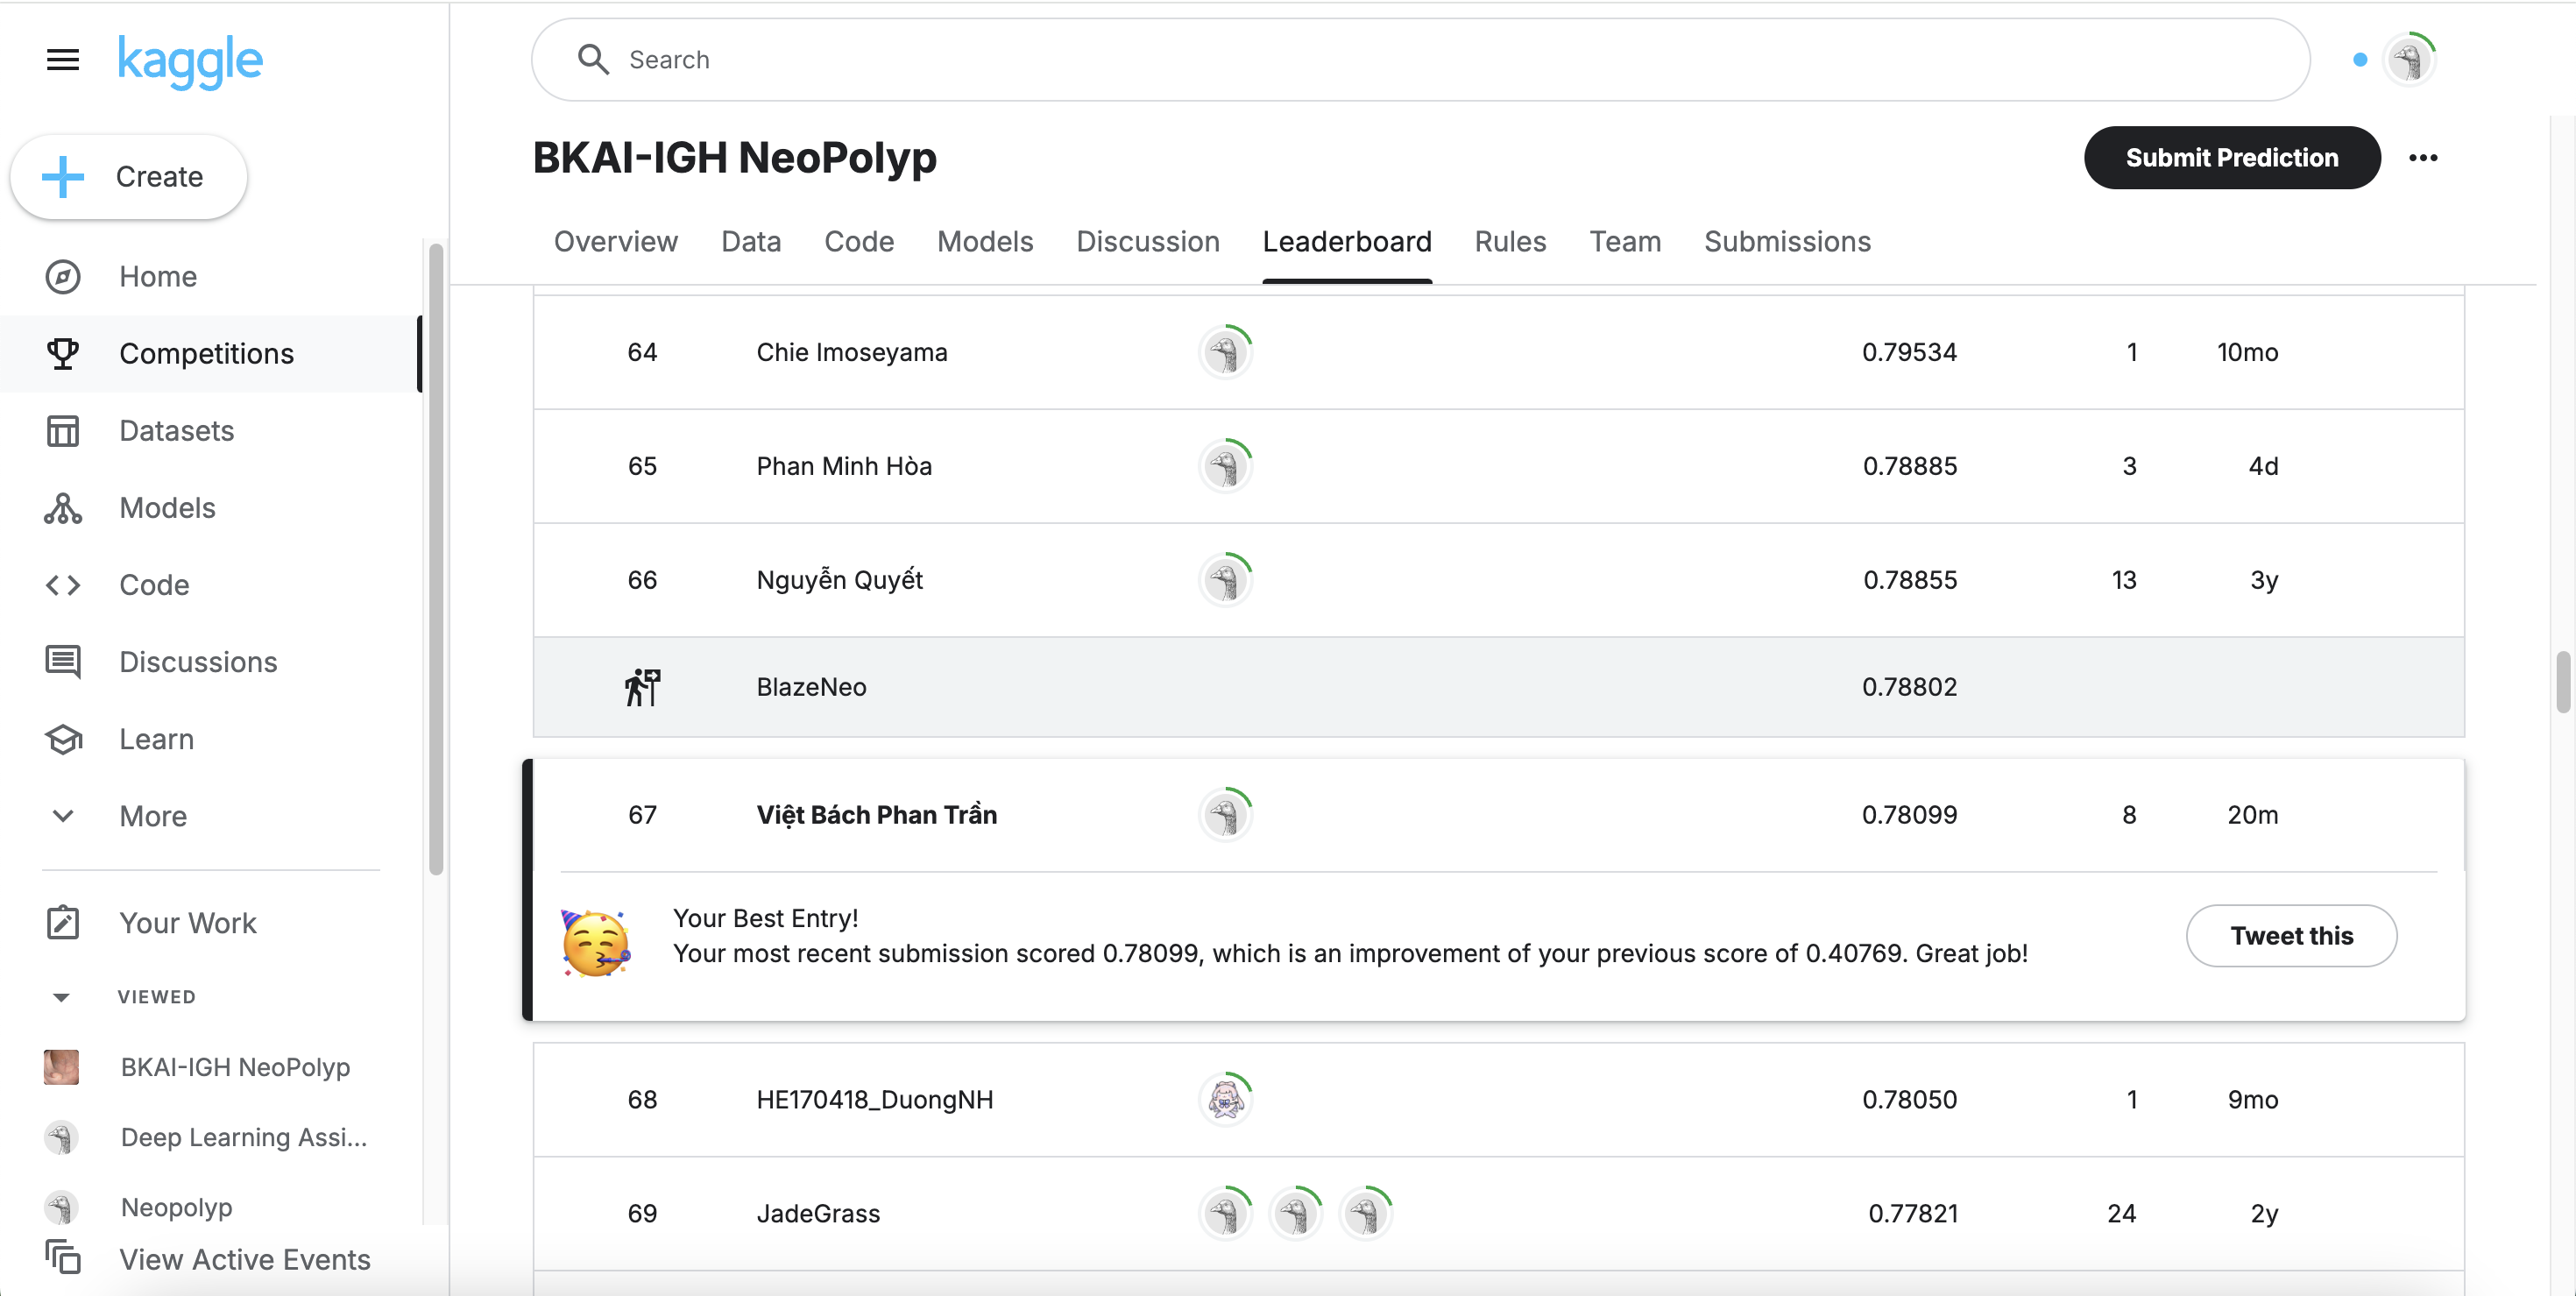 kaggle
Search
Create
BKAI-IGH NeoPolyp
Submit Prediction
Overview Data Code Models Discussion Leaderboard Rules Team Submissions
Home
Competitions
Datasets
Models
Code
Discussions
Learn
More
Your Work
VIEWED
BKAI-IGH NeoPolyp
Deep Learning Assi...
Neopolyp
View Active Events
64 Chie Imoseyama 0.79534 1 10mo
65 Phan Minh Hòa 0.78885 3 4d
66 Nguyễn Quyết 0.78855 13 3y
BlazeNeo 0.78802
67 Việt Bách Phan Trần 0.78099 8 20m
Your Best Entry!
Your most recent submission scored 0.78099, which is an improvement of your previous score of 0.40769. Great job!
Tweet this
68 HE170418_DuongNH 0.78050 1 9mo
69 JadeGrass 0.77821 24 2y